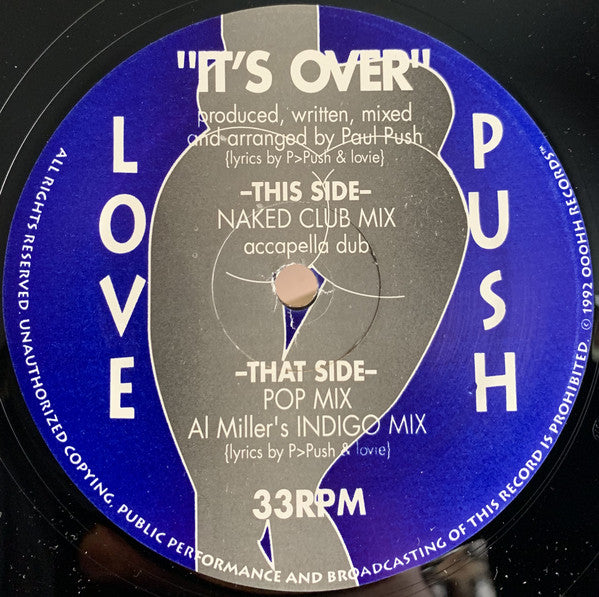 "IT'S OVER"
produced, written, mixed
and arranged by Paul Push
{lyrics by P>Push & lovie}
LOVE
PUSH
–THIS SIDE–
NAKED CLUB MIX
accapella dub
–THAT SIDE–
POP MIX
Al Miller's INDIGO MIX
{lyrics by P>Push & lovie}
33RPM
ALL RIGHTS RESERVED. UNAUTHORIZED COPYING, PUBLIC PERFORMANCE AND BROADCASTING OF THIS RECORD IS PROHIBITED. © 1992 OOOHH RECORDS™